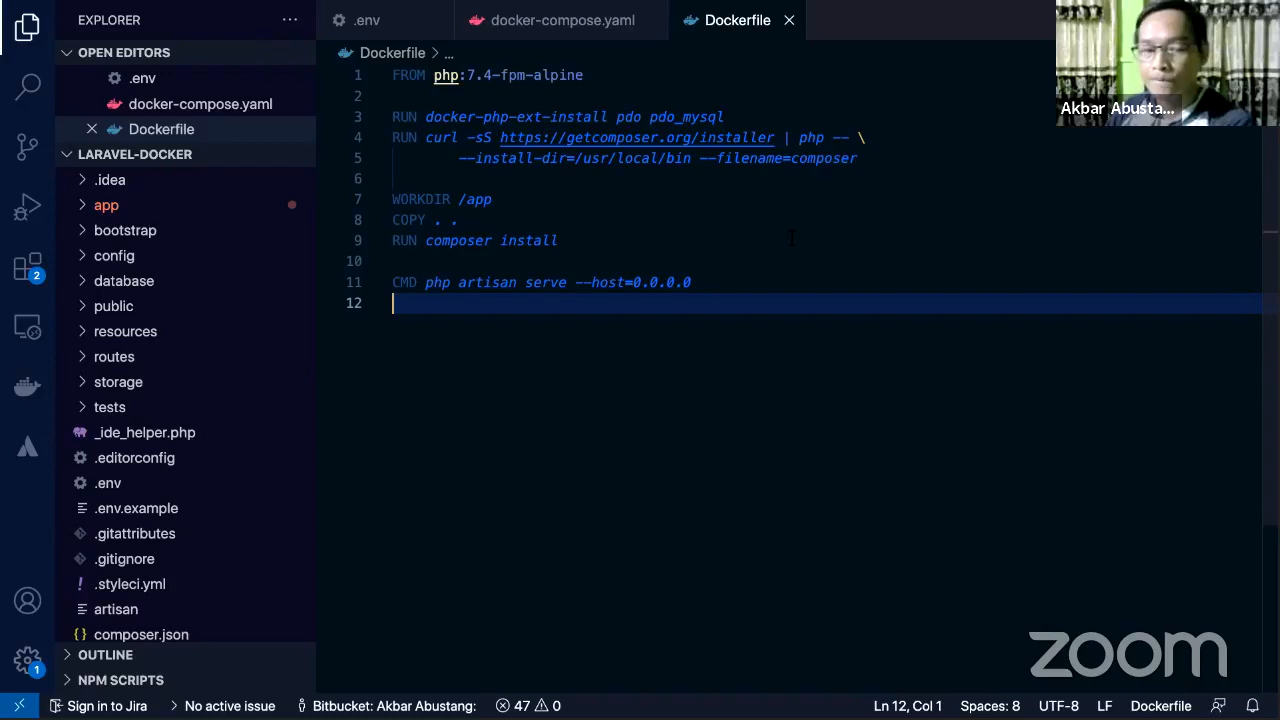 EXPLORER
OPEN EDITORS
.env
docker-compose.yaml
Dockerfile
LARAVEL-DOCKER
.idea
app
bootstrap
config
database
public
resources
routes
storage
tests
_ide_helper.php
.editorconfig
.env
.env.example
.gitattributes
.gitignore
.styleci.yml
artisan
composer.json
OUTLINE
NPM SCRIPTS
2
1
.env
docker-compose.yaml
Dockerfile
Dockerfile > ...
1 FROM php:7.4-fpm-alpine
2
3 RUN docker-php-ext-install pdo pdo_mysql
4 RUN curl -sS https://getcomposer.org/installer | php -- \
5 --install-dir=/usr/local/bin --filename=composer
6
7 WORKDIR /app
8 COPY . .
9 RUN composer install
10
11 CMD php artisan serve --host=0.0.0.0
12
Akbar Abusta...
zoom
Sign in to Jira
No active issue
Bitbucket: Akbar Abustang:
47
0
Ln 12, Col 1
Spaces: 8
UTF-8
LF
Dockerfile